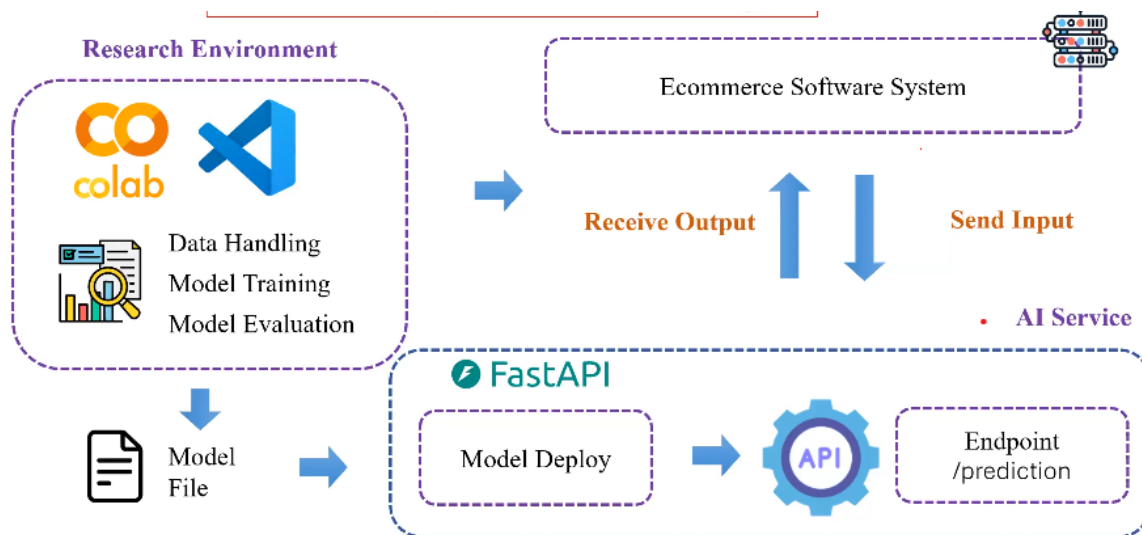 Research Environment
Ecommerce Software System
colab
Data Handling
Model Training
Model Evaluation
Receive Output
Send Input
AI Service
FastAPI
Model
File
Model Deploy
API
Endpoint
/prediction